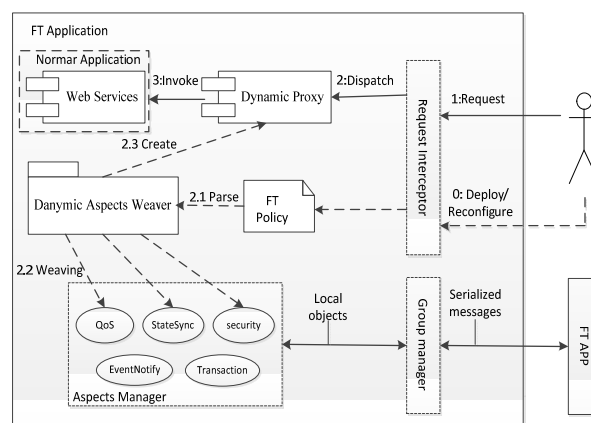 FT Application
Normar Application
Web Services
3:Invoke
Dynamic Proxy
2:Dispatch
Request Interceptor
1:Request
2.3 Create
Danymic Aspects Weaver
2.1 Parse
FT
Policy
0: Deploy/
Reconfigure
2.2 Weaving
QoS
StateSync
security
EventNotify
Transaction
Aspects Manager
Local
objects
Group manager
Serialized
messages
FT APP